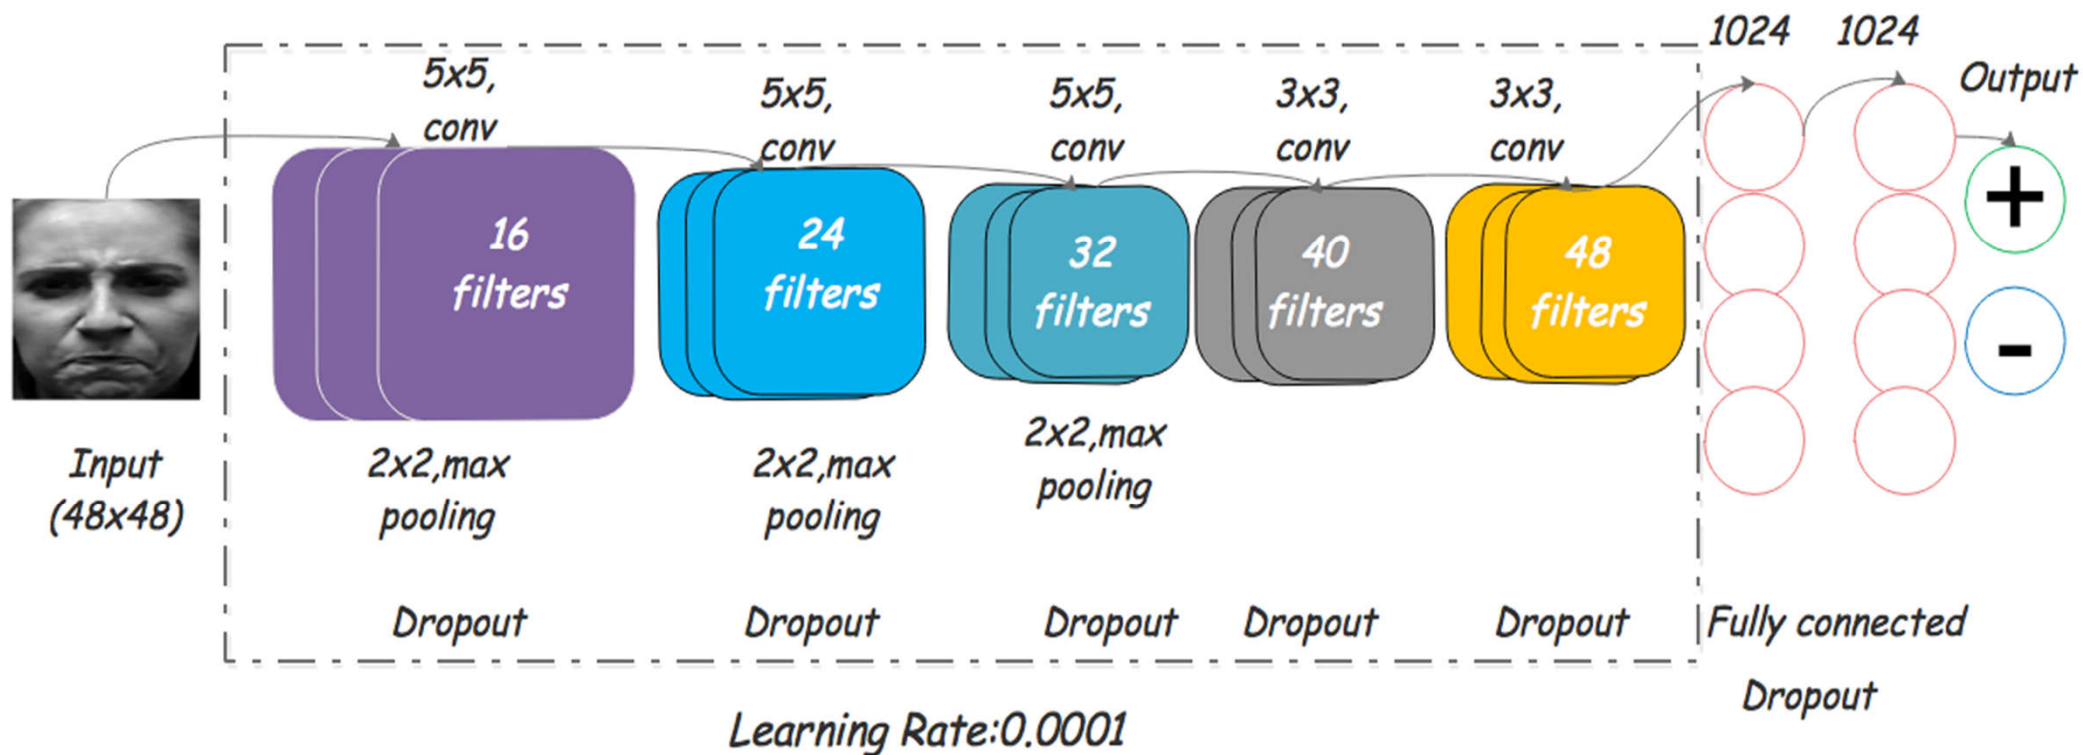 1024
1024
Output
5x5,
conv
5x5,
conv
5x5,
conv
3x3,
conv
3x3,
conv
16
filters
24
filters
32
filters
40
filters
48
filters
+
-
Input
(48x48)
2x2,max
pooling
2x2,max
pooling
2x2,max
pooling
Dropout
Dropout
Dropout
Dropout
Dropout
Fully connected
Dropout
Learning Rate:0.0001